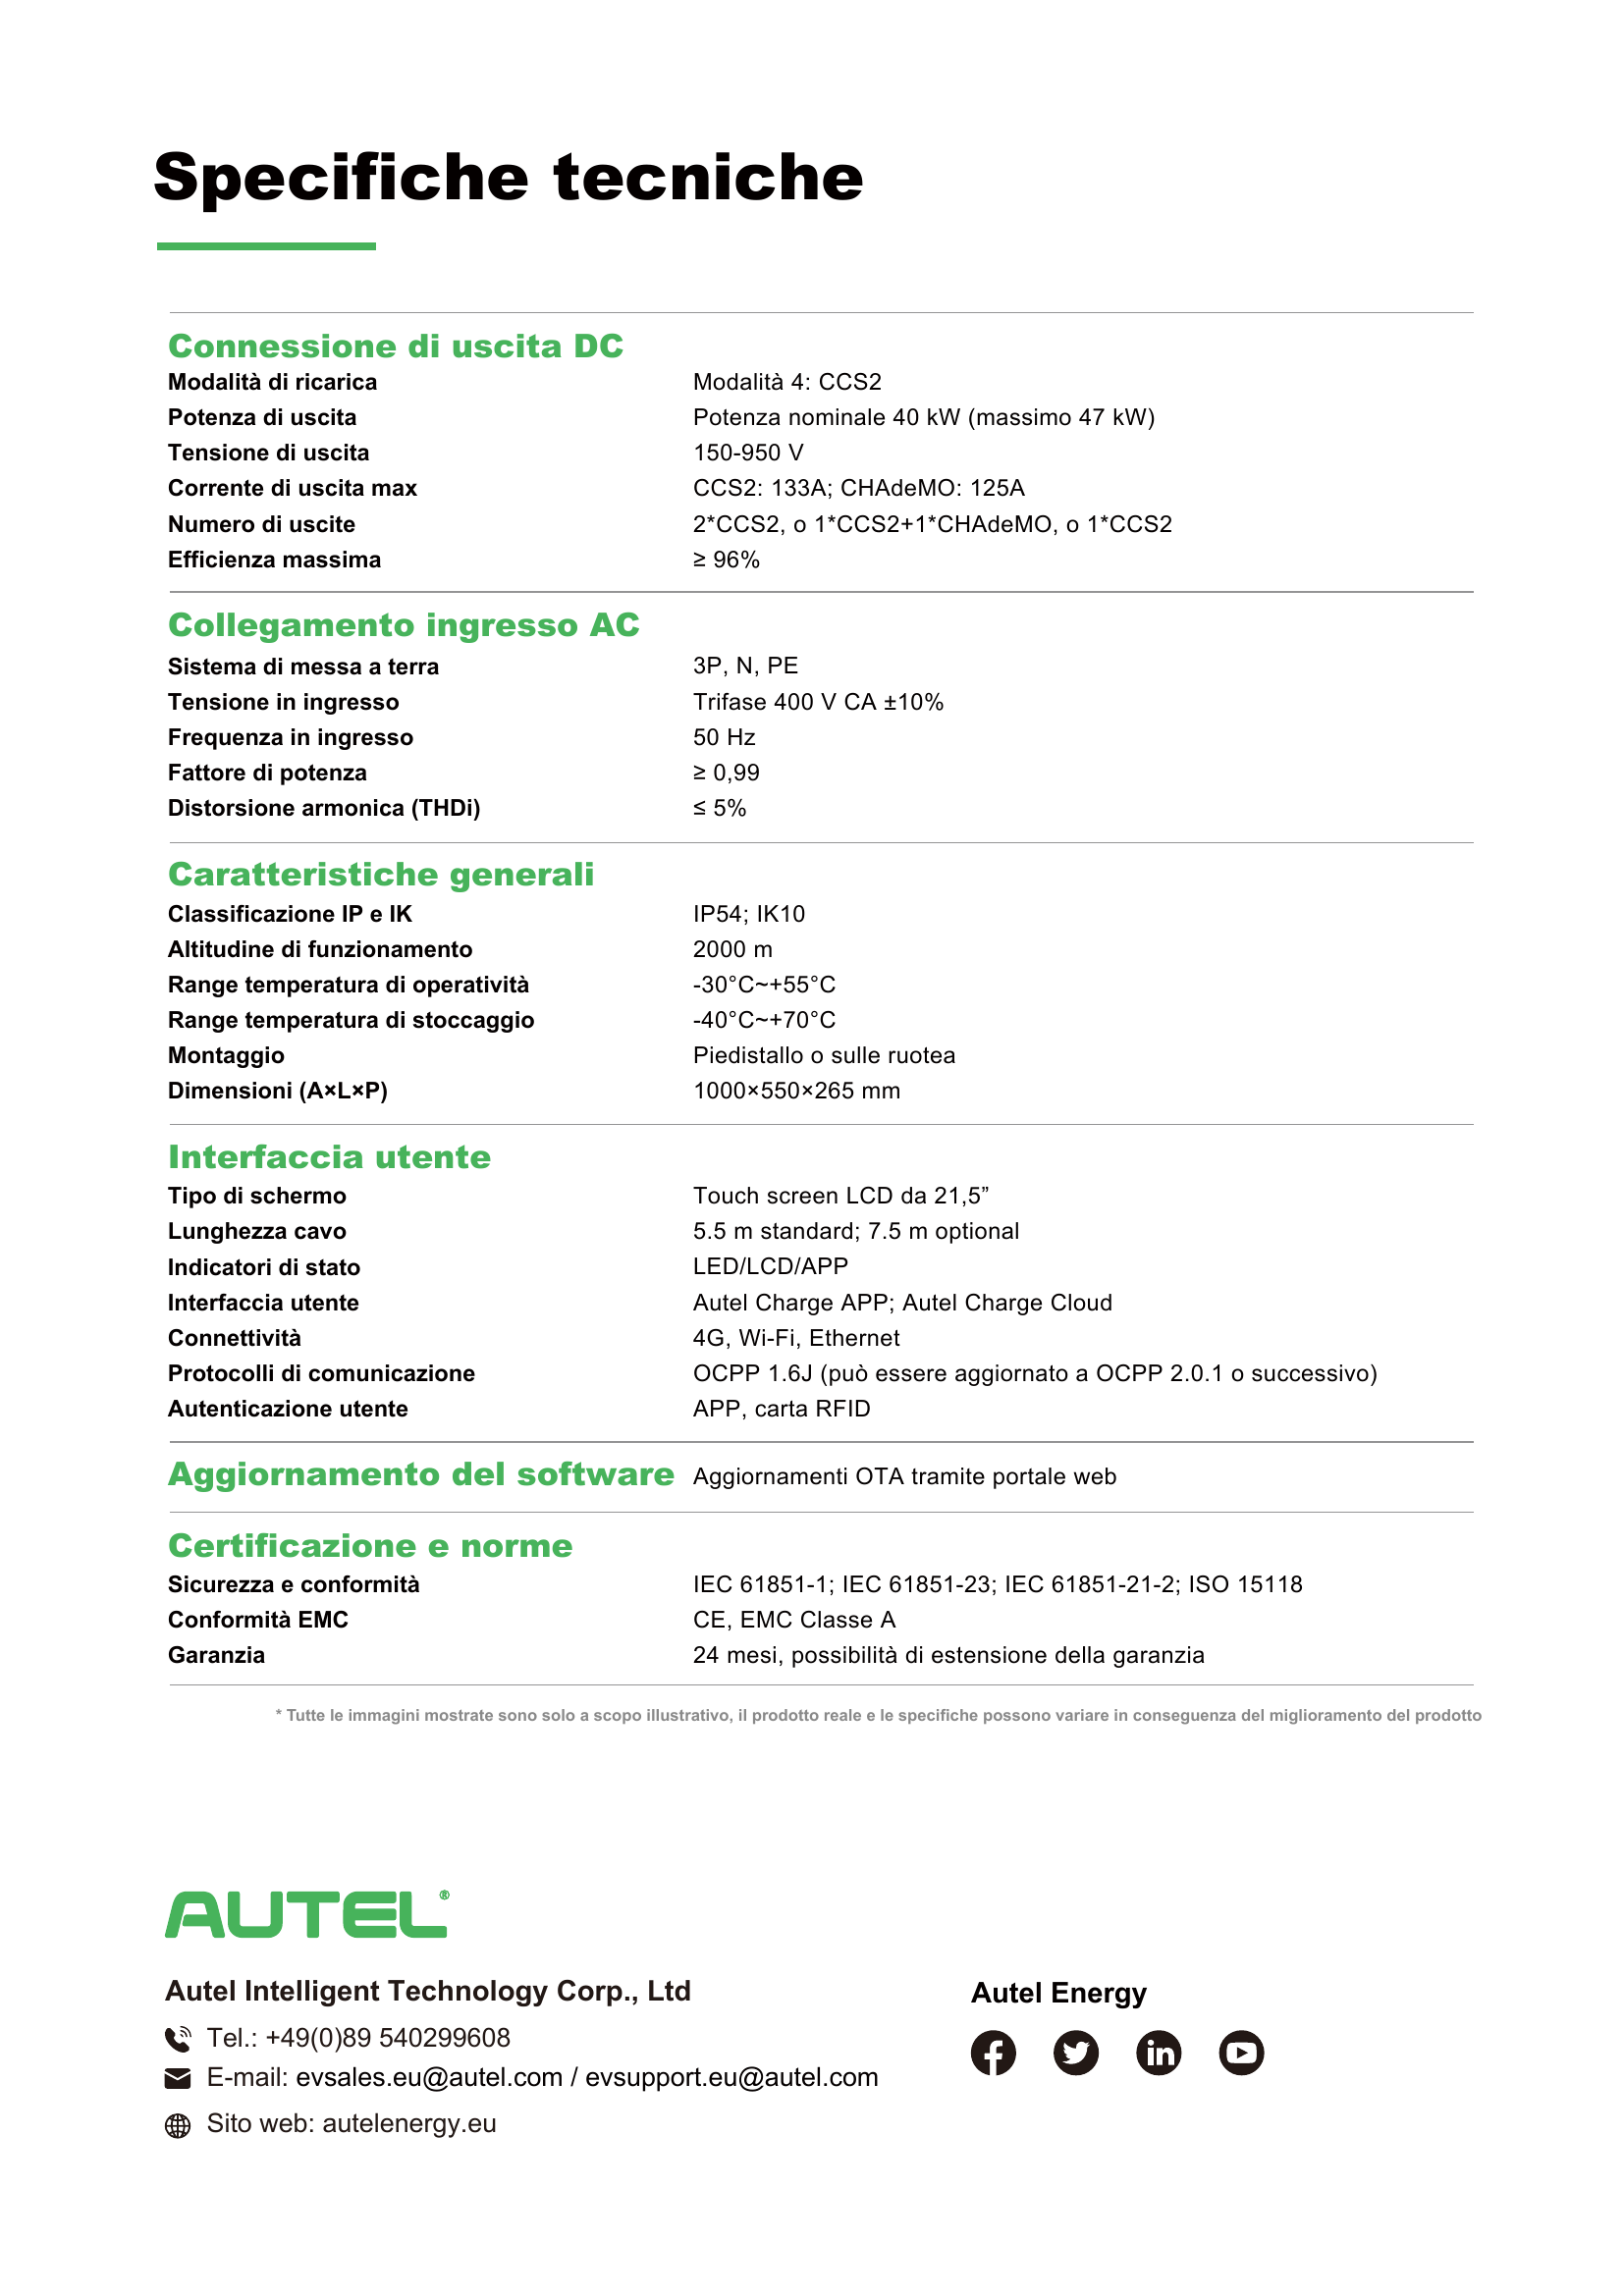 Specifiche tecniche
Connessione di uscita DC
Modalità di ricarica Modalità 4: CCS2
Potenza di uscita Potenza nominale 40 kW (massimo 47 kW)
Tensione di uscita 150-950 V
Corrente di uscita max CCS2: 133A; CHAdeMO: 125A
Numero di uscite 2*CCS2, o 1*CCS2+1*CHAdeMO, o 1*CCS2
Efficienza massima ≥ 96%
Collegamento ingresso AC
Sistema di messa a terra 3P, N, PE
Tensione in ingresso Trifase 400 V CA ±10%
Frequenza in ingresso 50 Hz
Fattore di potenza ≥ 0,99
Distorsione armonica (THDi) ≤ 5%
Caratteristiche generali
Classificazione IP e IK IP54; IK10
Altitudine di funzionamento 2000 m
Range temperatura di operatività -30°C~+55°C
Range temperatura di stoccaggio -40°C~+70°C
Montaggio Piedistallo o sulle ruotea
Dimensioni (A×L×P) 1000×550×265 mm
Interfaccia utente
Tipo di schermo Touch screen LCD da 21,5”
Lunghezza cavo 5.5 m standard; 7.5 m optional
Indicatori di stato LED/LCD/APP
Interfaccia utente Autel Charge APP; Autel Charge Cloud
Connettività 4G, Wi-Fi, Ethernet
Protocolli di comunicazione OCPP 1.6J (può essere aggiornato a OCPP 2.0.1 o successivo)
Autenticazione utente APP, carta RFID
Aggiornamento del software Aggiornamenti OTA tramite portale web
Certificazione e norme
Sicurezza e conformità IEC 61851-1; IEC 61851-23; IEC 61851-21-2; ISO 15118
Conformità EMC CE, EMC Classe A
Garanzia 24 mesi, possibilità di estensione della garanzia
* Tutte le immagini mostrate sono solo a scopo illustrativo, il prodotto reale e le specifiche possono variare in conseguenza del miglioramento del prodotto
AUTEL®
Autel Intelligent Technology Corp., Ltd
Tel.: +49(0)89 540299608
E-mail: evsales.eu@autel.com / evsupport.eu@autel.com
Sito web: autelenergy.eu
Autel Energy